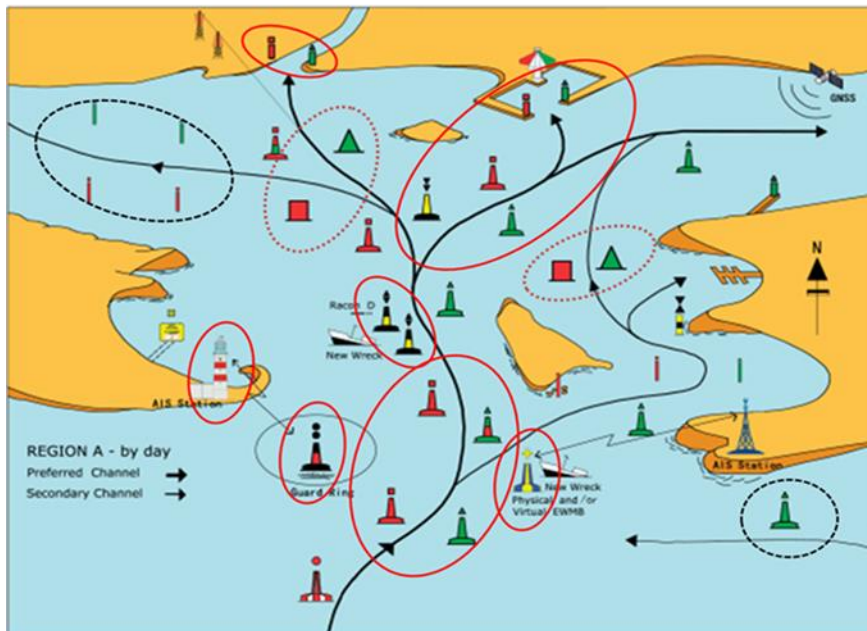 GNSS
N
Racon D
New Wreck
AIS Station
REGION A - by day
Preferred Channel
Secondary Channel
Guard Ring
New Wreck
Physical and /or
Virtual EWMB
AIS Station